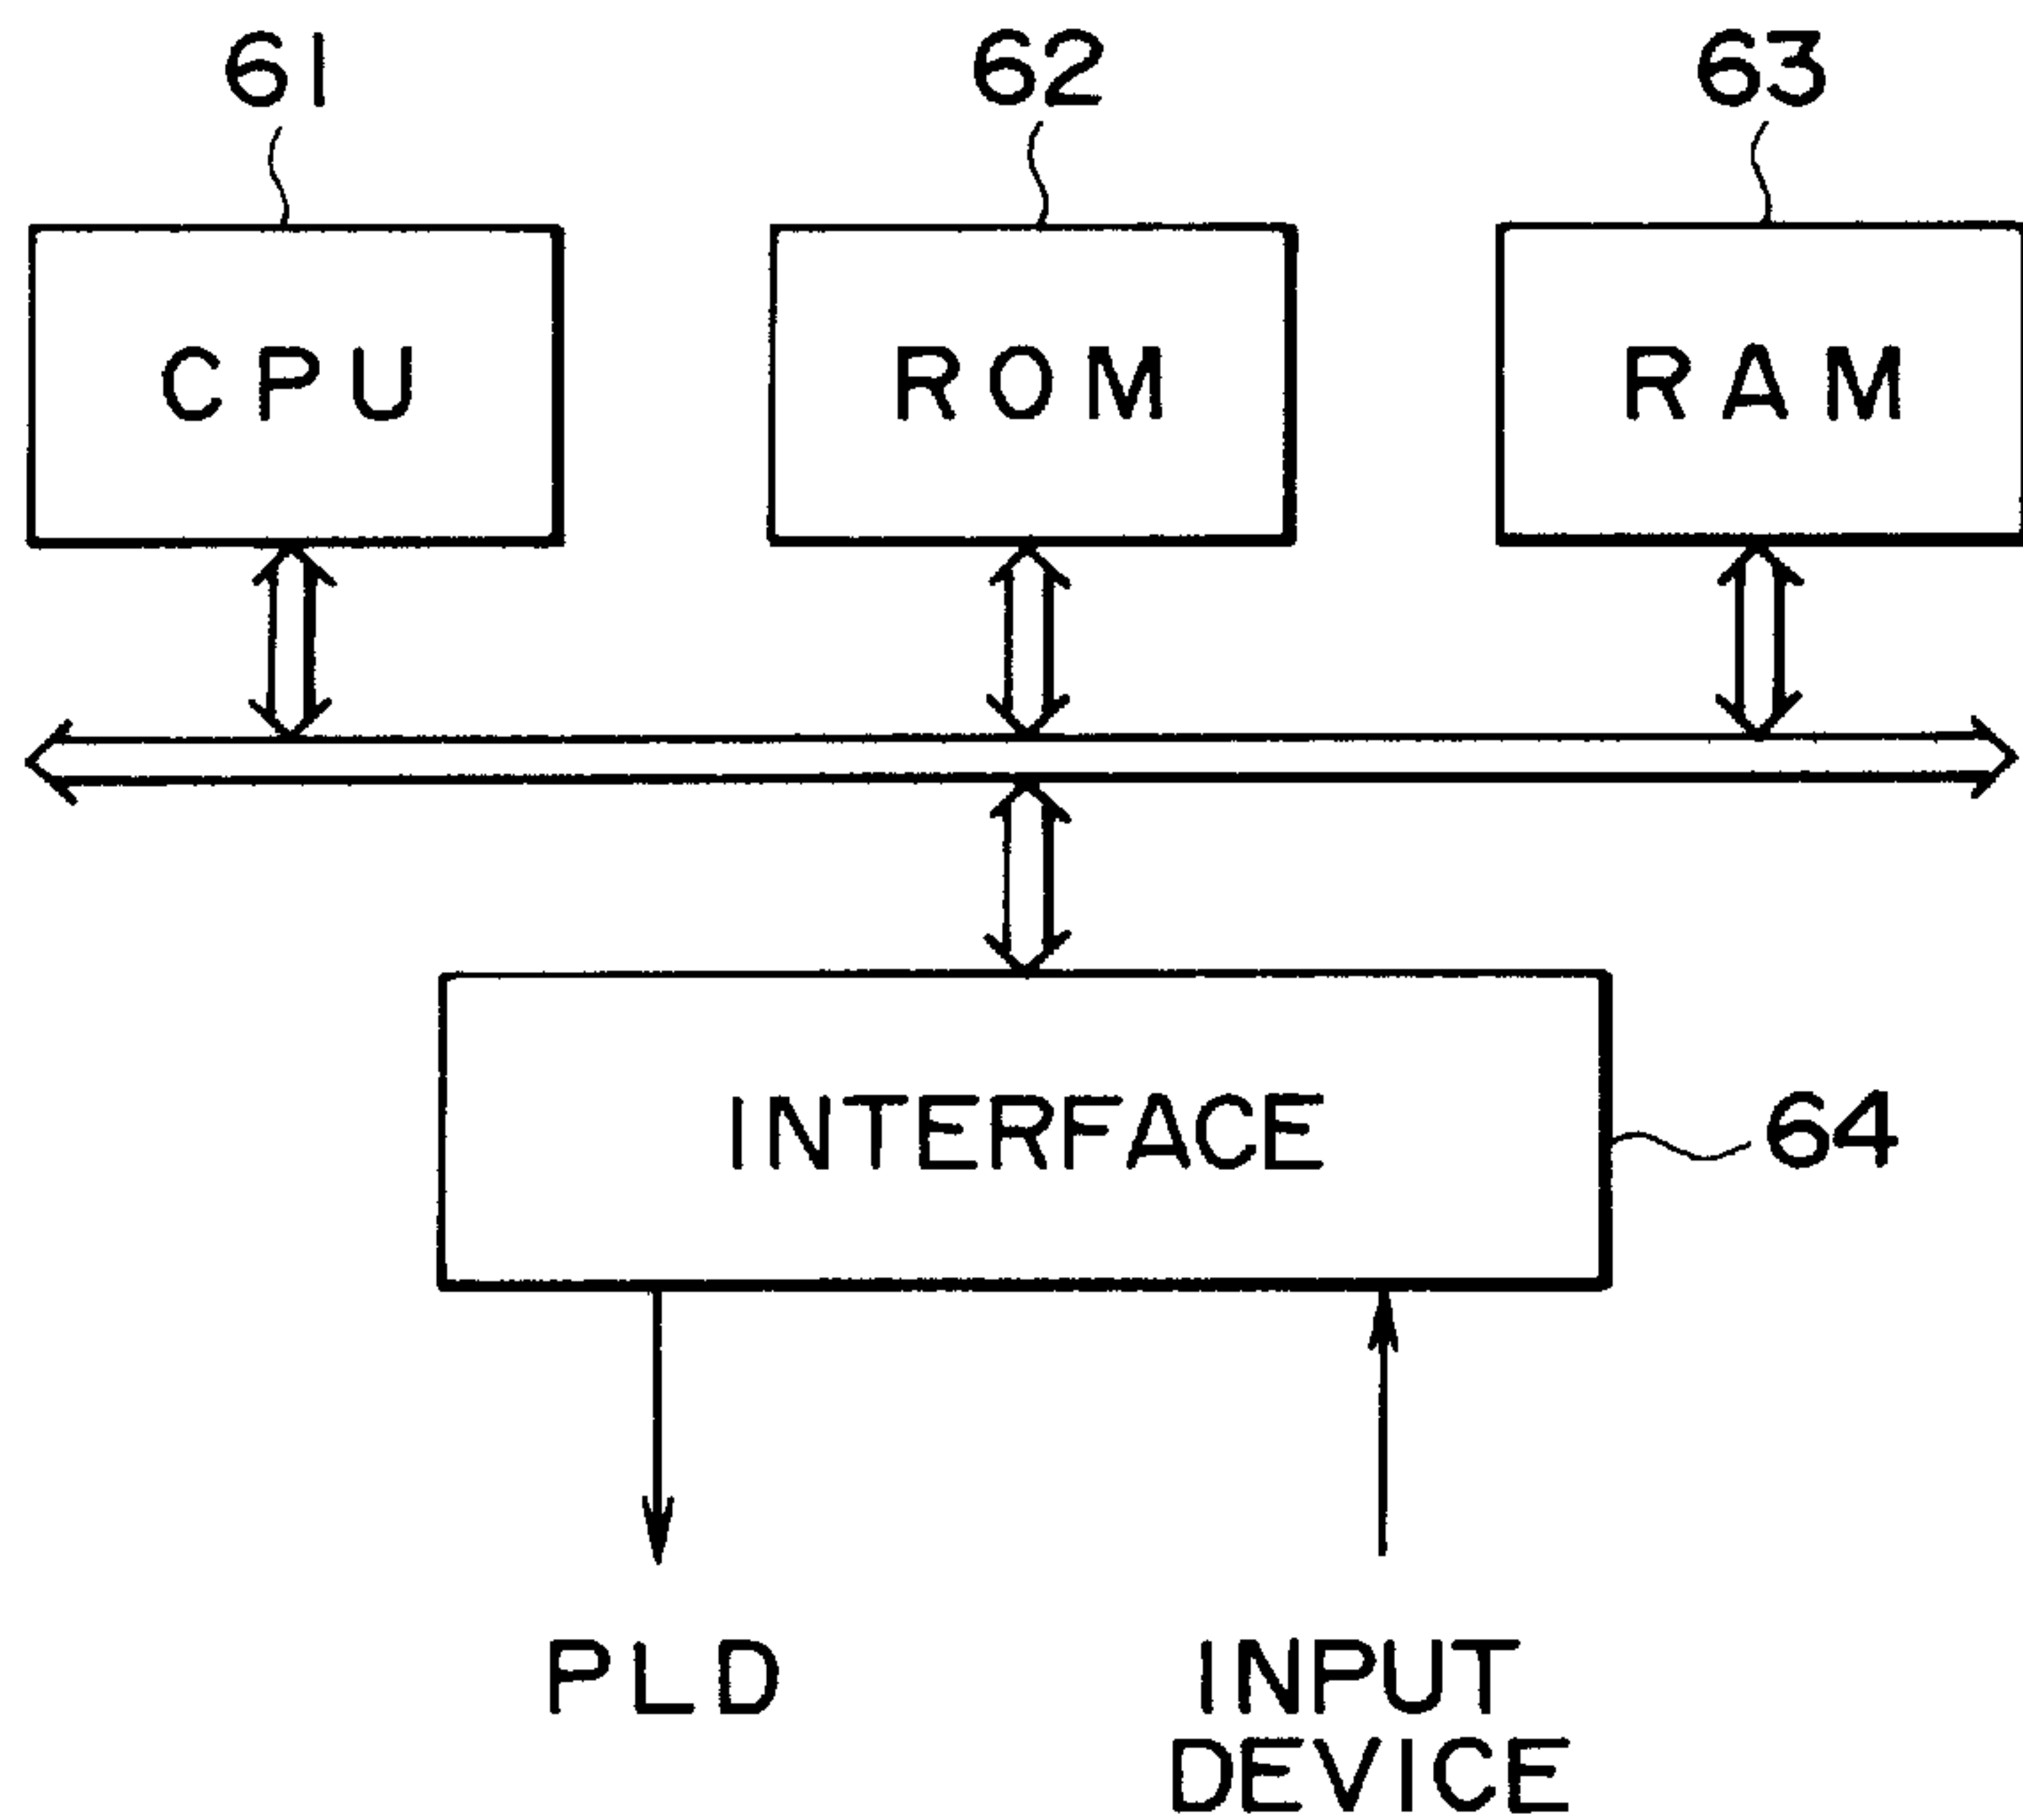 61
62
63
CPU
ROM
RAM
INTERFACE
64
PLD
INPUT
DEVICE